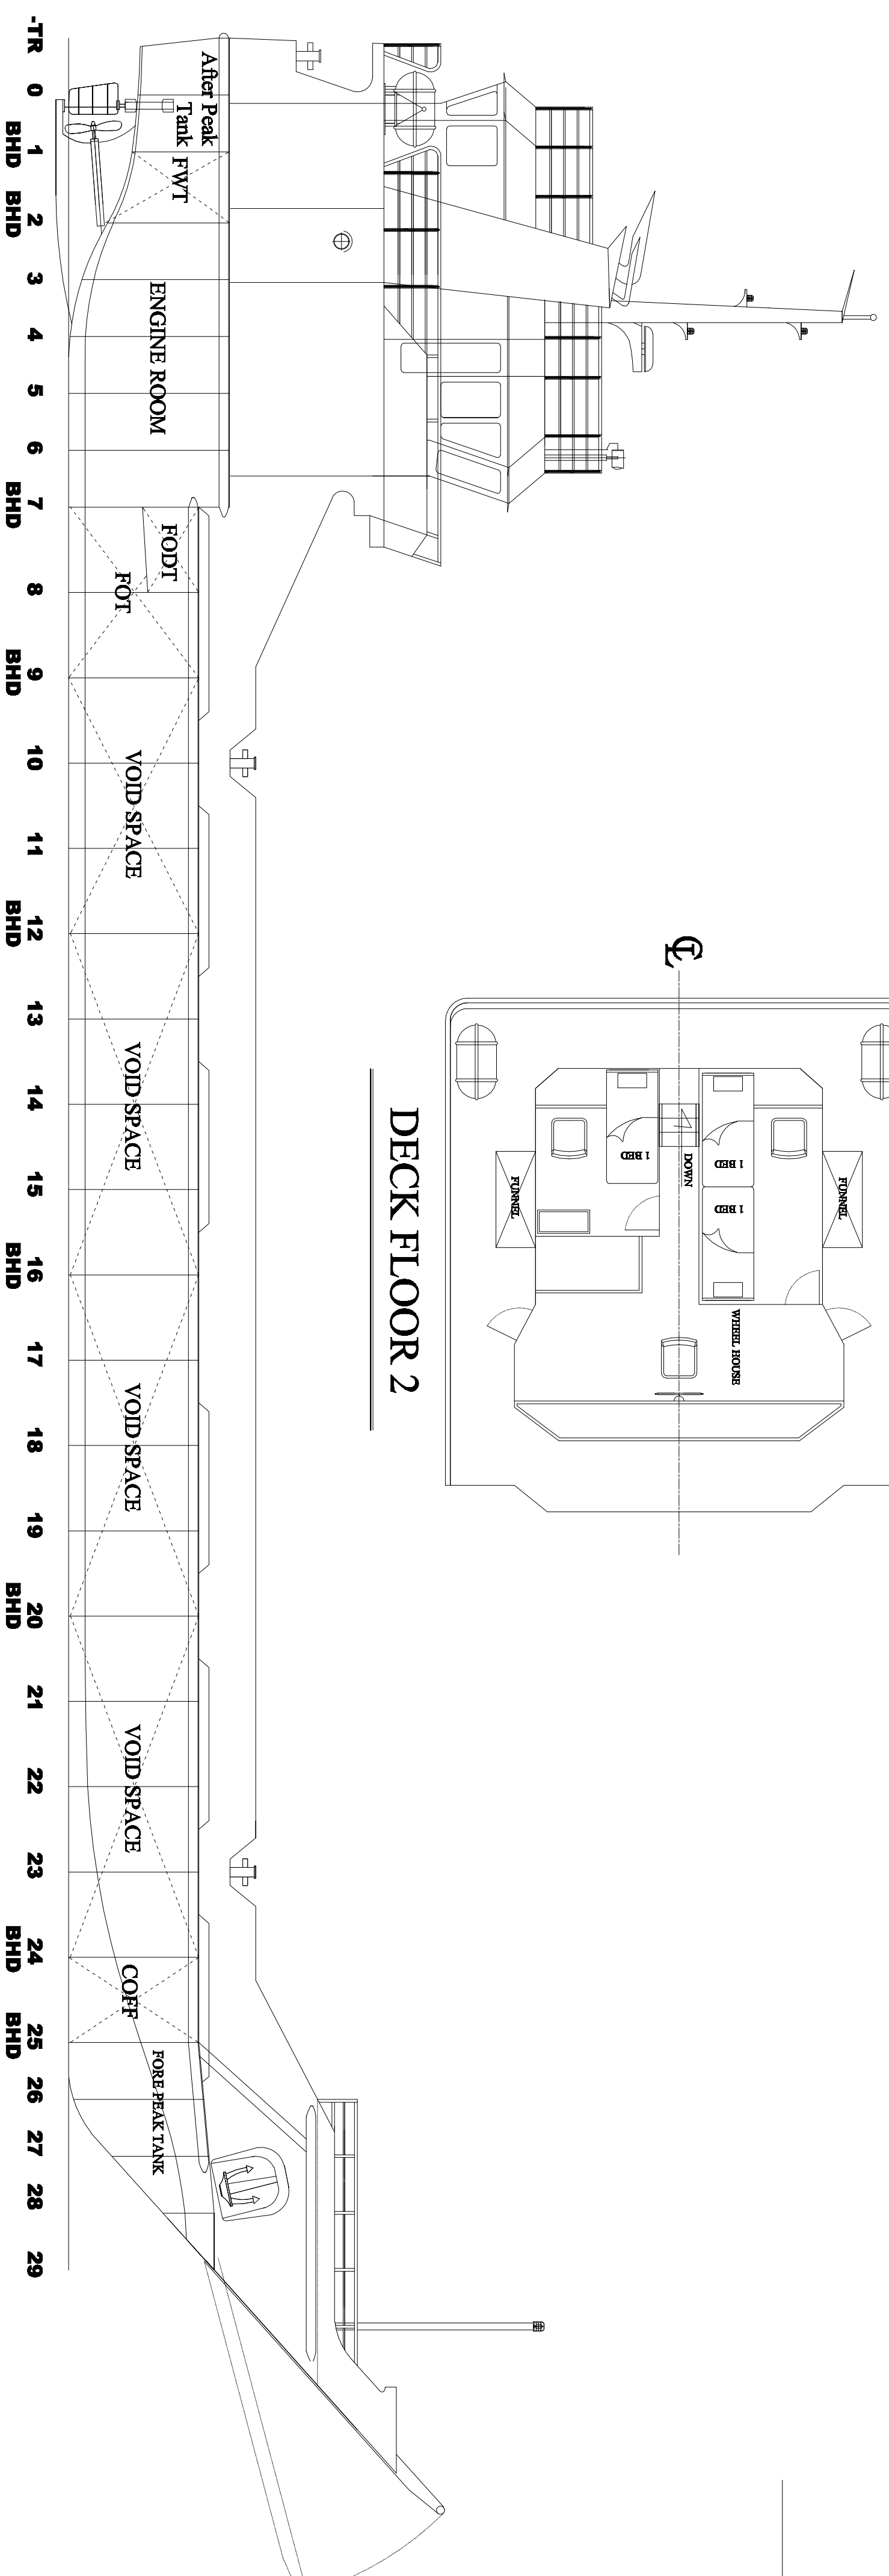 After Peak
Tank
FWT
ENGINE ROOM
FODT
FOT
VOID SPACE
VOID SPACE
VOID SPACE
VOID SPACE
COFF
FORE PEAK TANK
-TR 0 1 2 3 4 5 6 7 8 9 10 11 12 13 14 15 16 17 18 19 20 21 22 23 24 25 26 27 28 29
BHD BHD BHD BHD BHD BHD BHD BHD BHD
CL
FUNNEL
1 BED
1 BED
WHEEL HOUSE
DOWN
1 BED
FUNNEL
DECK FLOOR 2